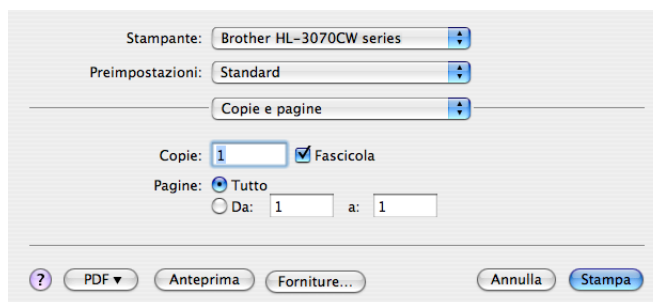 Stampante: Brother HL-3070CW series
Preimpostazioni: Standard
Copie e pagine
Copie: 1 Fascicola
Pagine: Tutto
Da: 1 a: 1
? PDF Anteprima Forniture... Annulla Stampa